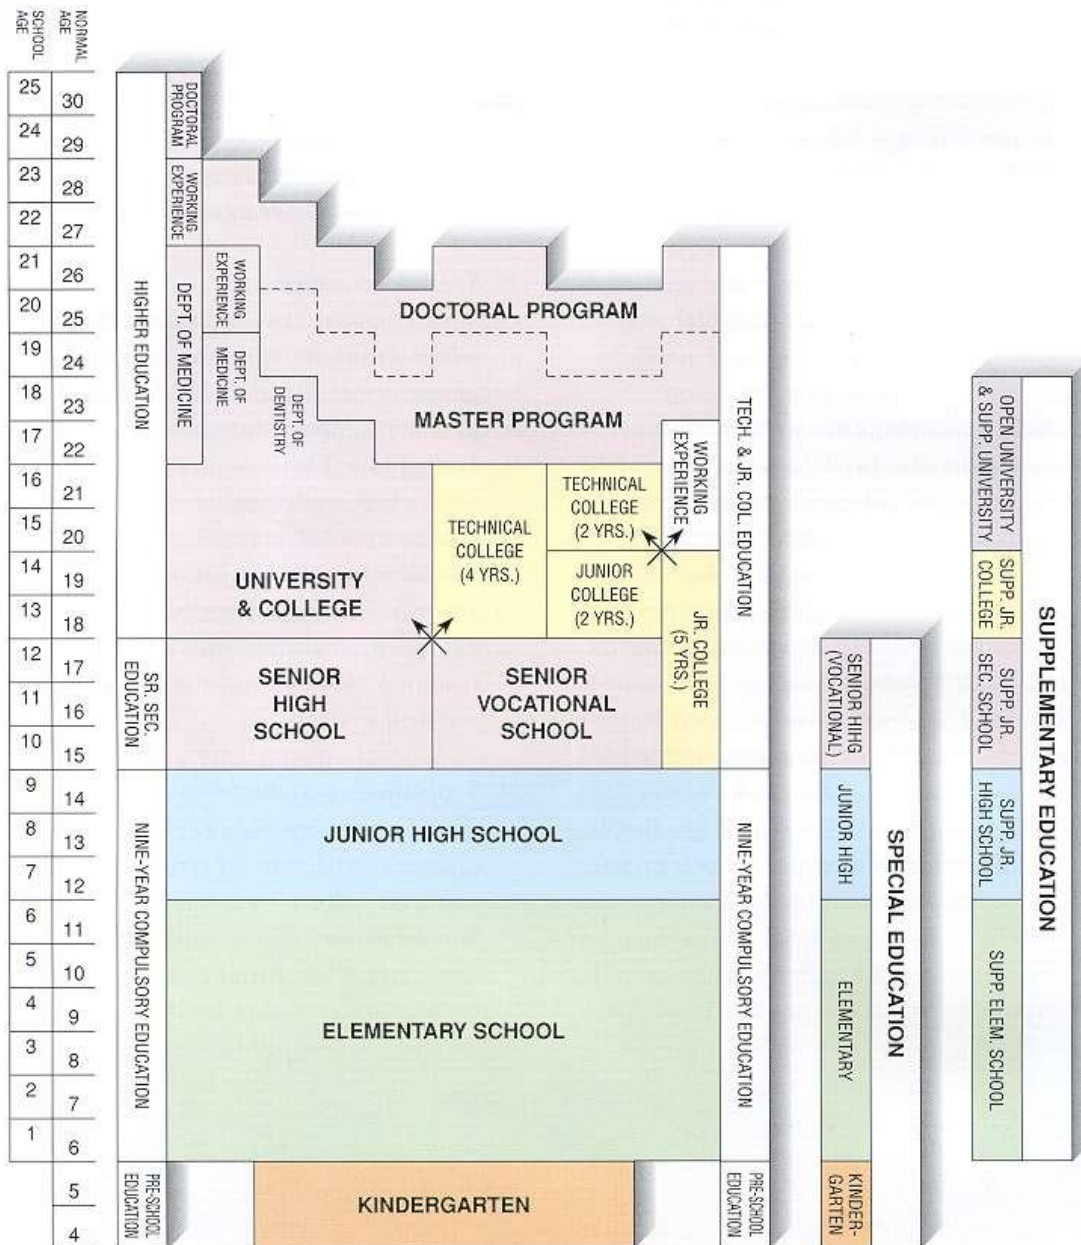 SCHOOL
AGE
NORMAL
AGE
25
24
23
22
21
20
19
18
17
16
15
14
13
12
11
10
9
8
7
6
5
4
3
2
1
30
29
28
27
26
25
24
23
22
21
20
19
18
17
16
15
14
13
12
11
10
9
8
7
6
5
4
HIGHER EDUCATION
SR. SEC.
EDUCATION
NINE-YEAR COMPULSORY EDUCATION
PRE-SCHOOL
EDUCATION
DOCTORAL
PROGRAM
WORKING
EXPERIENCE
DEPT. OF MEDICINE
WORKING
EXPERIENCE
DEPT. OF
MEDICINE
DEPT. OF
DENTISTRY
DOCTORAL PROGRAM
MASTER PROGRAM
WORKING
EXPERIENCE
TECHNICAL
COLLEGE
(4 YRS.)
TECHNICAL
COLLEGE
(2 YRS.)
JUNIOR
COLLEGE
(2 YRS.)
JR. COLLEGE
(5 YRS.)
UNIVERSITY
& COLLEGE
SENIOR
HIGH
SCHOOL
SENIOR
VOCATIONAL
SCHOOL
JUNIOR HIGH SCHOOL
ELEMENTARY SCHOOL
KINDERGARTEN
TECH. & JR. COL. EDUCATION
NINE-YEAR COMPULSORY EDUCATION
PRE-SCHOOL
EDUCATION
SENIOR HIHG
(VOCATIONAL)
JUNIOR HIGH
ELEMENTARY
KINDER-
GARTEN
SPECIAL EDUCATION
OPEN UNIVERSITY
& SUPP. UNIVERSITY
SUPP. JR.
COLLEGE
SUPP. JR.
SEC. SCHOOL
SUPP. JR.
HIGH SCHOOL
SUPP. ELEM. SCHOOL
SUPPLEMENTARY EDUCATION